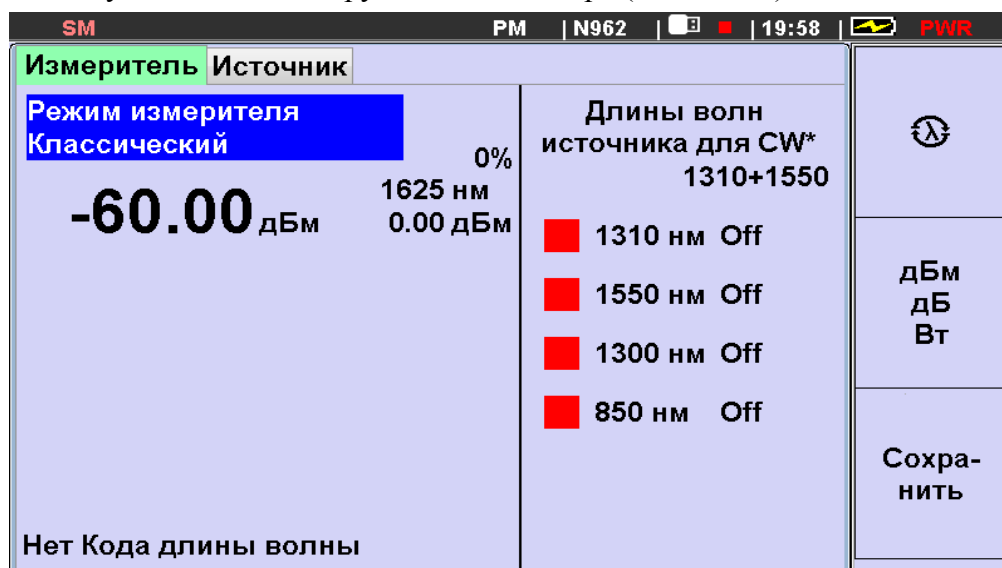 SM PM | N962 | | 19:58 | PWR
Измеритель Источник
Режим измерителя
Классический
0%
1625 нм
-60.00 дБм 0.00 дБм
Нет Кода длины волны
Длины волн
источника для CW*
1310+1550
1310 нм Off
1550 нм Off
1300 нм Off
850 нм Off
λ
дБм
дБ
Вт
Сохра-
нить